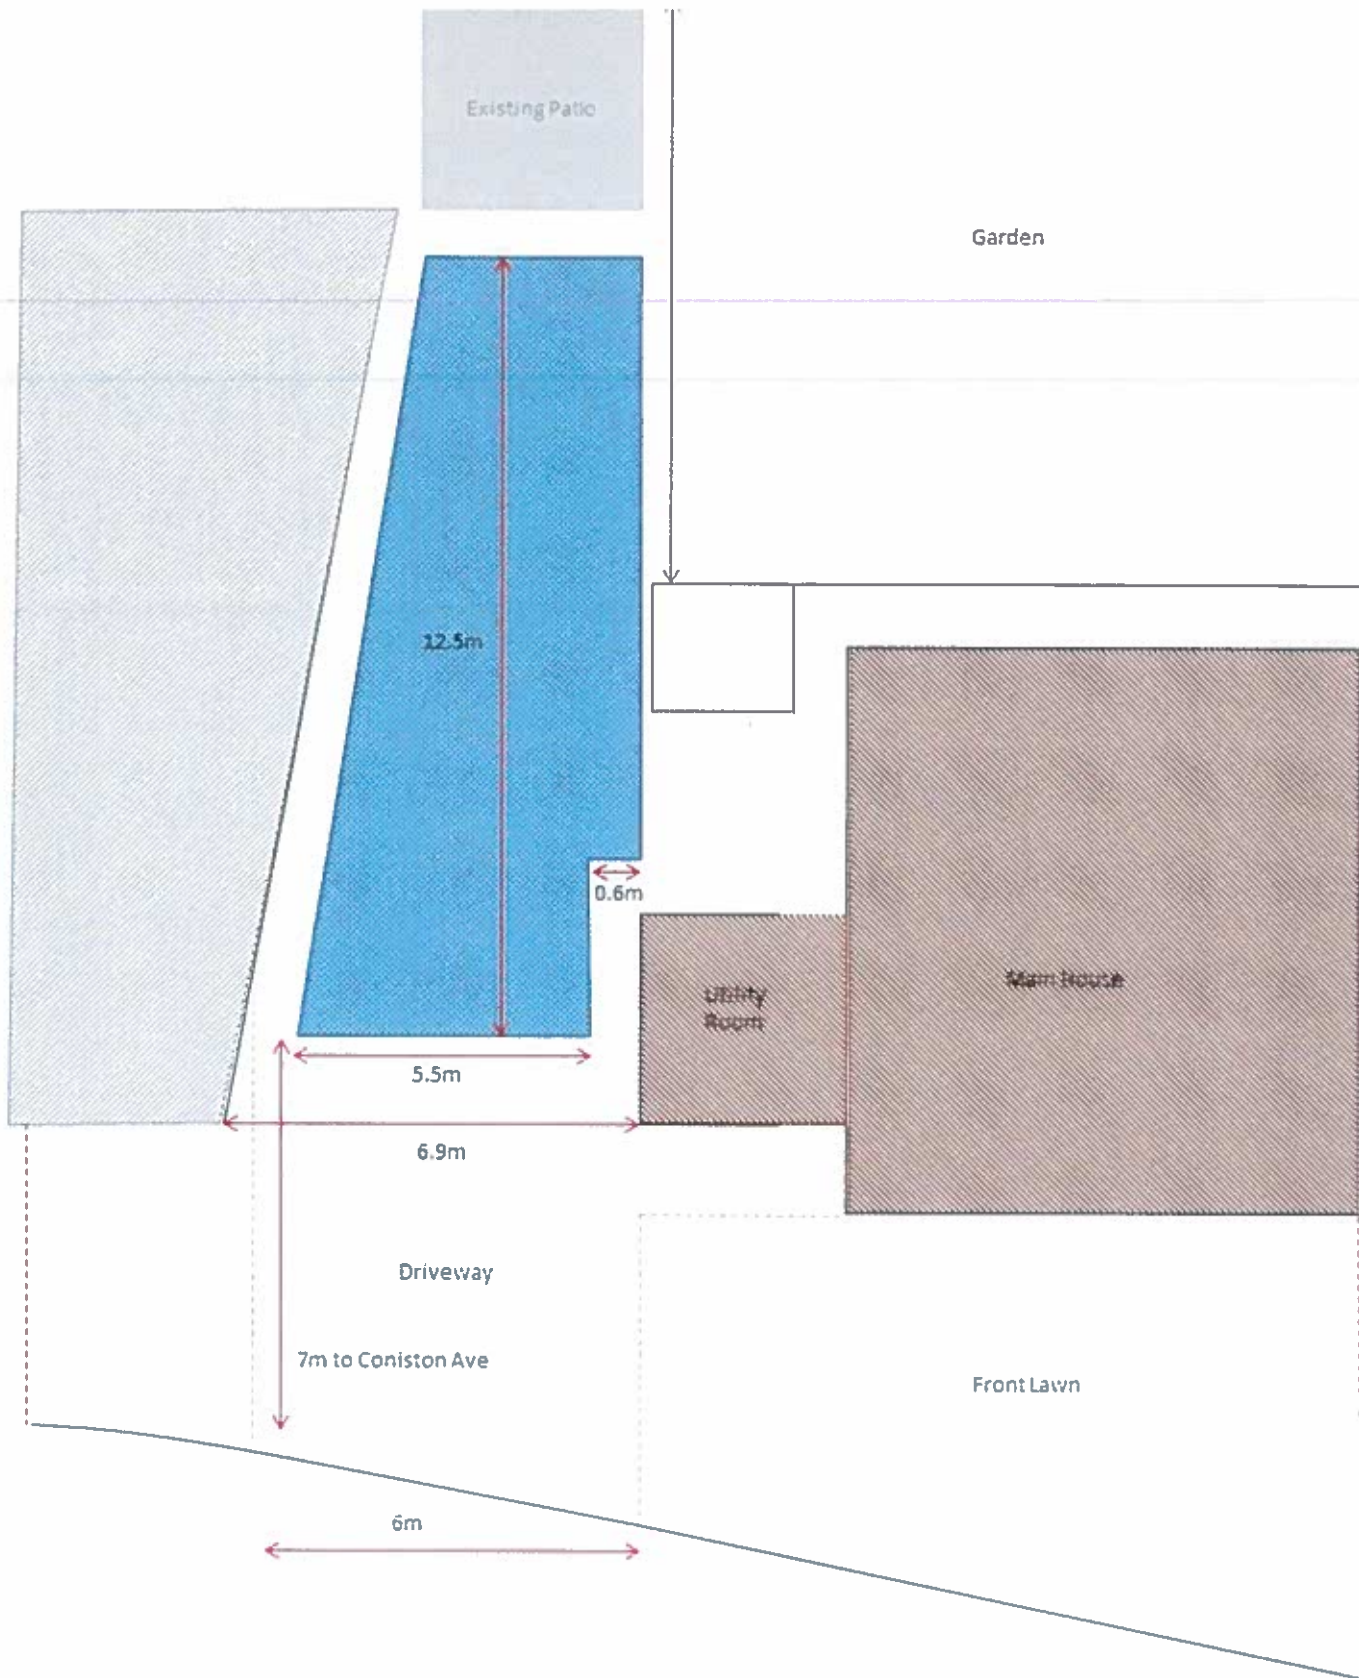 Existing Patio
Garden
12.5m
0.6m
Utility
Room
Main House
5.5m
6.9m
Driveway
7m to Coniston Ave
Front Lawn
6m